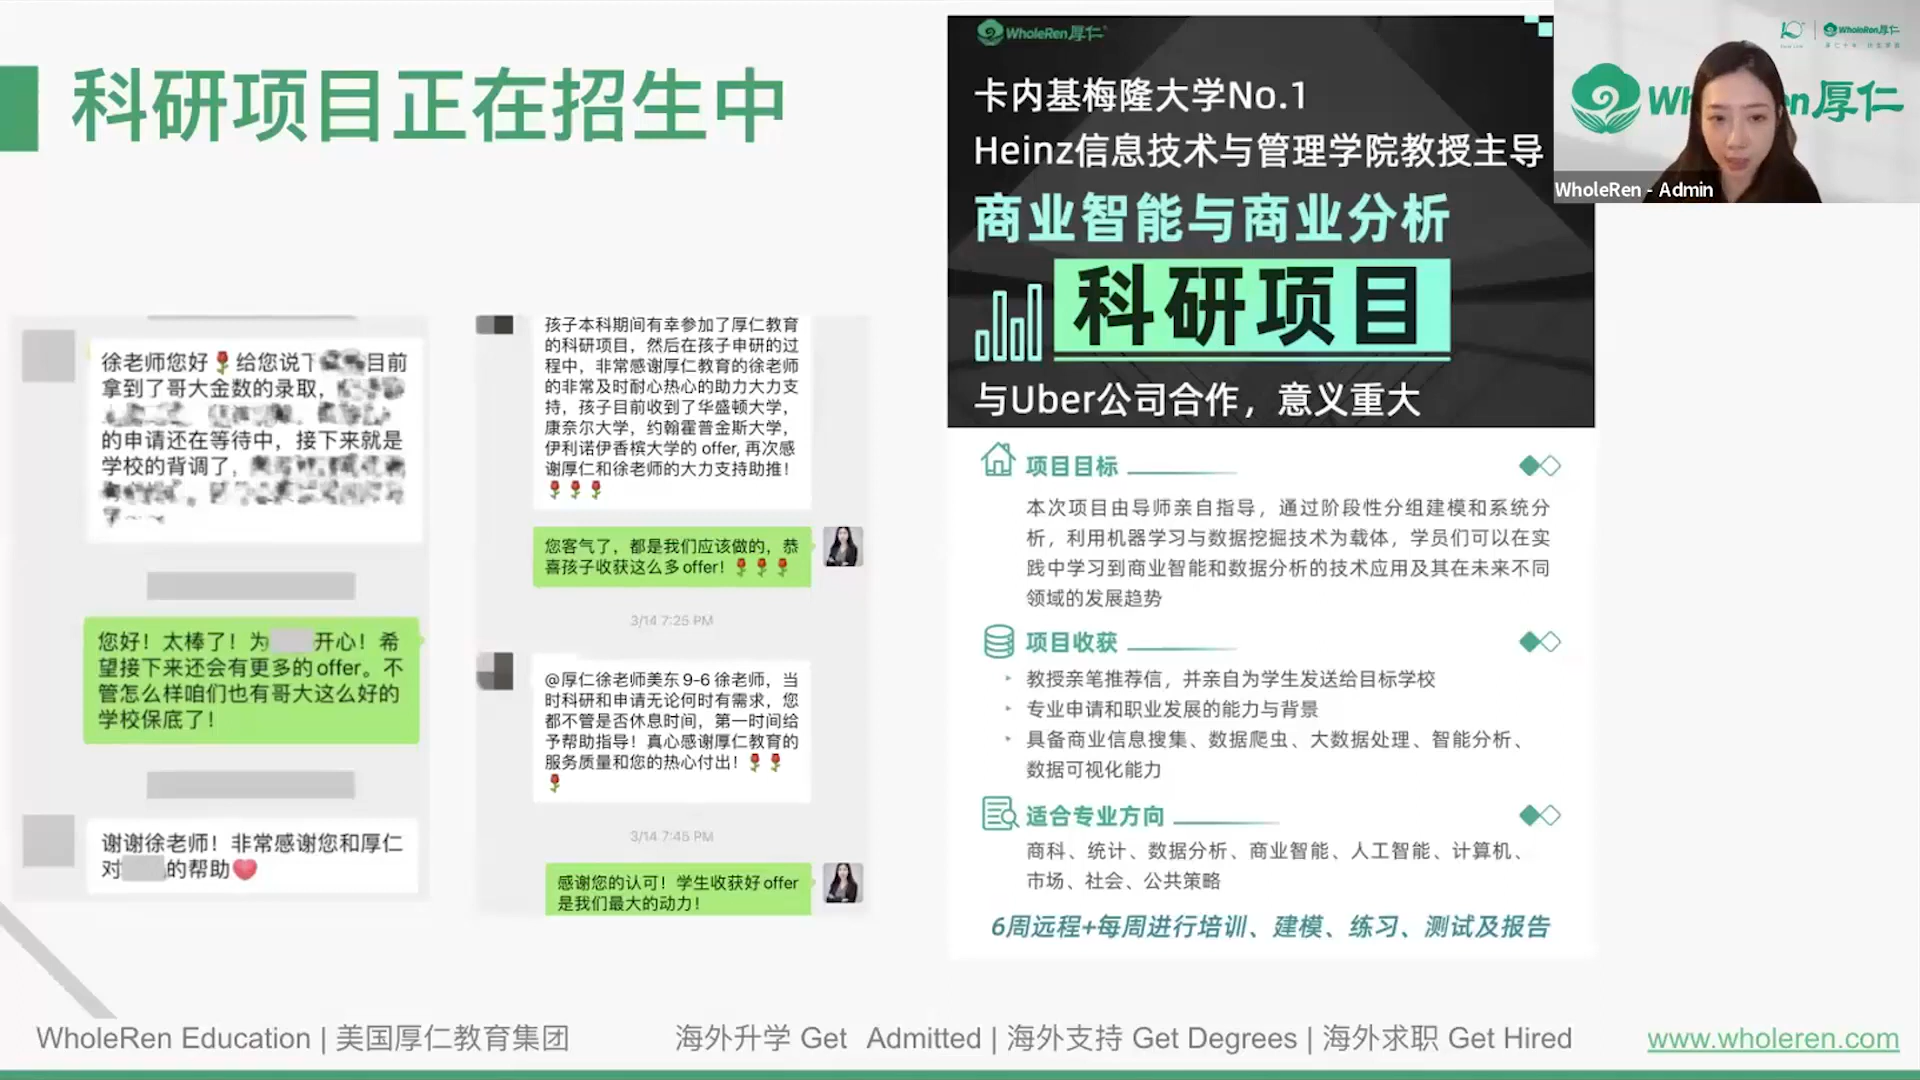 科研项目正在招生中
徐老师您好🌹给您说下 目前
拿到了哥大金数的录取，
的申请还在等待中，接下来就是
学校的背调了，
您好！太棒了！为 开心！希
望接下来还会有更多的offer。不
管怎么样咱们也有哥大这么好的
学校保底了！
谢谢徐老师！非常感谢您和厚仁
对 的帮助
孩子本科期间有幸参加了厚仁教育
的科研项目，然后在孩子申研的过
程中，非常感谢厚仁教育的徐老师
的非常及时耐心热心的助力大力支
持，孩子目前收到了华盛顿大学，
康奈尔大学，约翰霍普金斯大学，
伊利诺伊香槟大学的 offer, 再次感
谢厚仁和徐老师的大力支持助推！
🌹🌹🌹
您客气了，都是我们应该做的，恭
喜孩子收获这么多offer！🌹🌹🌹
3/14 7:25 PM
@厚仁徐老师美东 9-6 徐老师，当
时科研和申请无论何时有需求，您
都不管是否休息时间，第一时间给
予帮助指导！真心感谢厚仁教育的
服务质量和您的热心付出！🌹🌹
🌹
3/14 7:45 PM
感谢您的认可！学生收获好offer
是我们最大的动力！
WholeRen厚仁
卡内基梅隆大学No.1
Heinz信息技术与管理学院教授主导
商业智能与商业分析
科研项目
与Uber公司合作，意义重大
项目目标
本次项目由导师亲自指导，通过阶段性分组建模和系统分
析，利用机器学习与数据挖掘技术为载体，学员们可以在实
践中学习到商业智能和数据分析的技术应用及其在未来不同
领域的发展趋势
项目收获
教授亲笔推荐信，并亲自为学生发送给目标学校
专业申请和职业发展的能力与背景
具备商业信息搜集、数据爬虫、大数据处理、智能分析、
数据可视化能力
适合专业方向
商科、统计、数据分析、商业智能、人工智能、计算机、
市场、社会、公共策略
6周远程+每周进行培训、建模、练习、测试及报告
WholeRen厚仁
Wh n厚仁
WholeRen - Admin
WholeRen Education | 美国厚仁教育集团
海外升学 Get Admitted | 海外支持 Get Degrees | 海外求职 Get Hired
www.wholeren.com